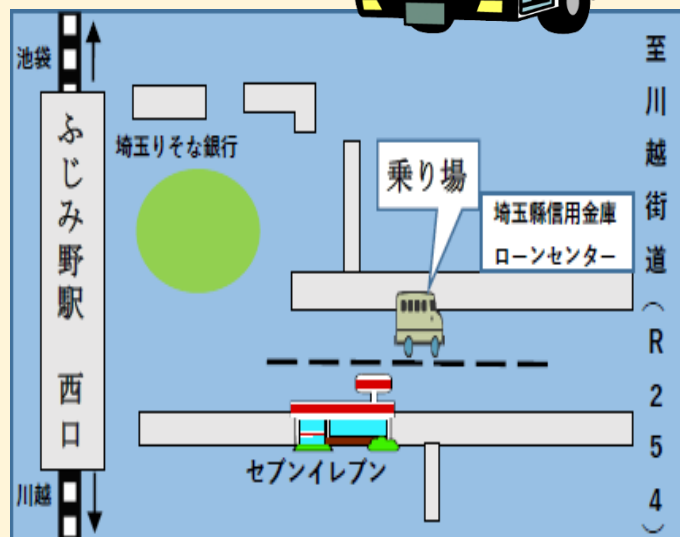 池袋
ふじみ野駅 西口
川越
埼玉りそな銀行
乗り場
埼玉縣信用金庫
ローンセンター
セブンイレブン
至川越街道（R254）